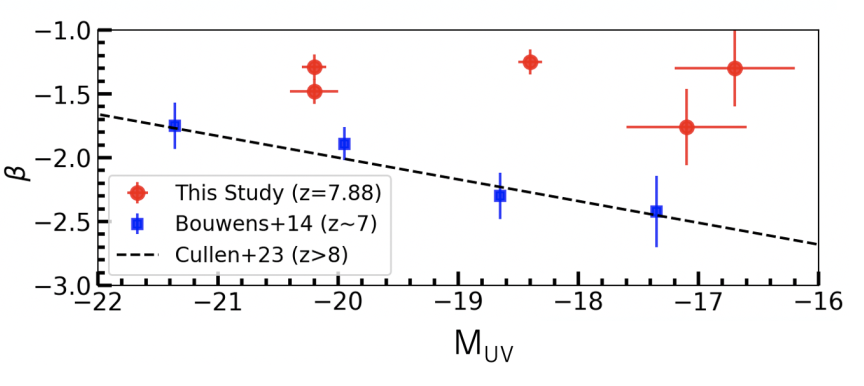 −1.0
−1.5
−2.0
−2.5
−3.0
β
This Study (z=7.88)
Bouwens+14 (z~7)
Cullen+23 (z>8)
−22 −21 −20 −19 −18 −17 −16
MUV